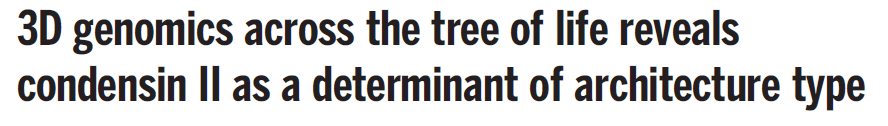 3D genomics across the tree of life reveals
condensin II as a determinant of architecture type